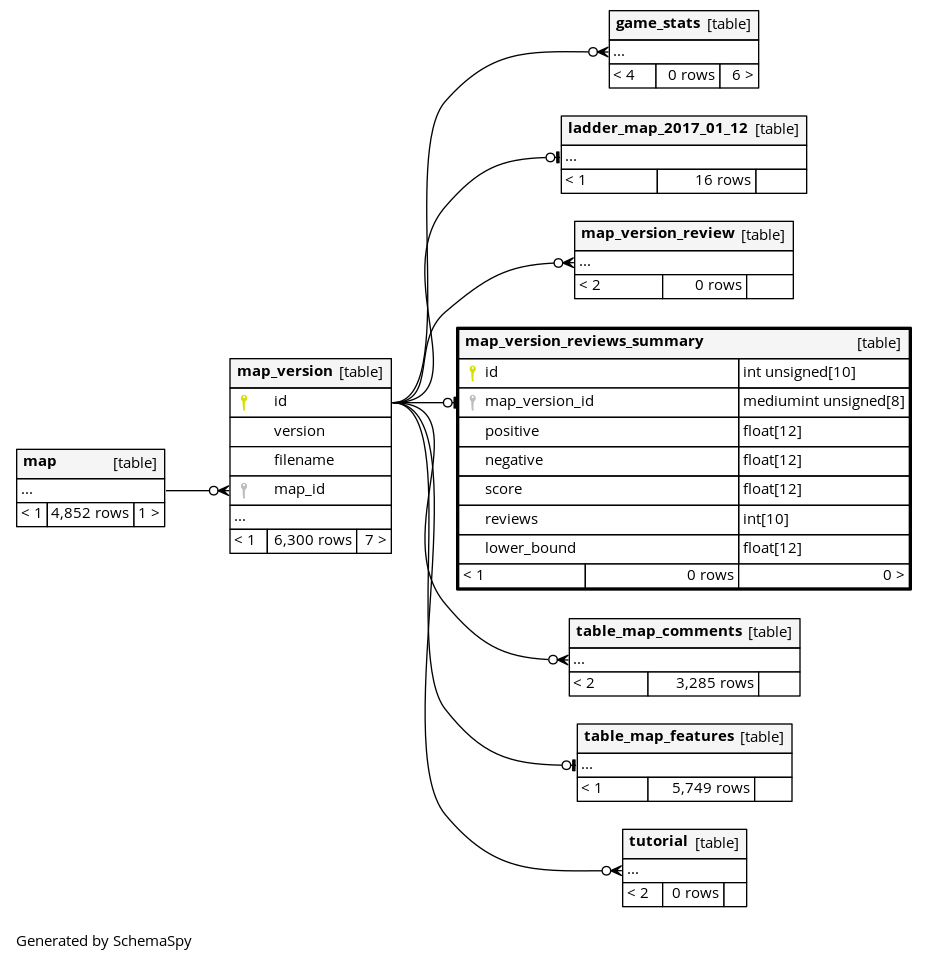 game_stats [table]
...
< 4 0 rows 6 >
ladder_map_2017_01_12 [table]
...
< 1 16 rows
map_version_review [table]
...
< 2 0 rows
map_version_reviews_summary [table]
id int unsigned[10]
map_version_id mediumint unsigned[8]
positive float[12]
negative float[12]
score float[12]
reviews int[10]
lower_bound float[12]
< 1 0 rows 0 >
map_version [table]
id
version
filename
map_id
...
< 1 6,300 rows 7 >
map [table]
...
< 1 4,852 rows 1 >
table_map_comments [table]
...
< 2 3,285 rows
table_map_features [table]
...
< 1 5,749 rows
tutorial [table]
...
< 2 0 rows
Generated by SchemaSpy